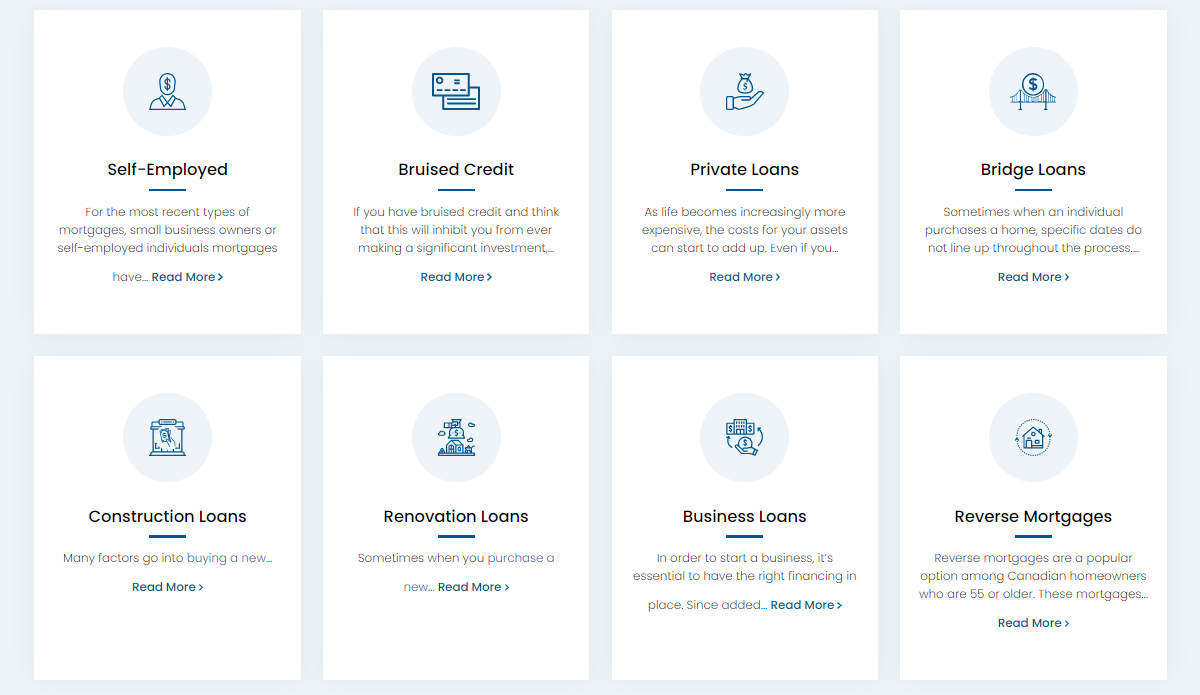 Self-Employed
For the most recent types of
mortgages, small business owners or
self-employed individuals mortgages
have... Read More >
Bruised Credit
If you have bruised credit and think
that this will inhibit you from ever
making a significant investment,...
Read More >
Private Loans
As life becomes increasingly more
expensive, the costs for your assets
can start to add up. Even if you...
Read More >
Bridge Loans
Sometimes when an individual
purchases a home, specific dates do
not line up throughout the process....
Read More >
Construction Loans
Many factors go into buying a new...
Read More >
Renovation Loans
Sometimes when you purchase a
new... Read More >
Business Loans
In order to start a business, it's
essential to have the right financing in
place. Since added... Read More >
Reverse Mortgages
Reverse mortgages are a popular
option among Canadian homeowners
who are 55 or older. These mortgages...
Read More >